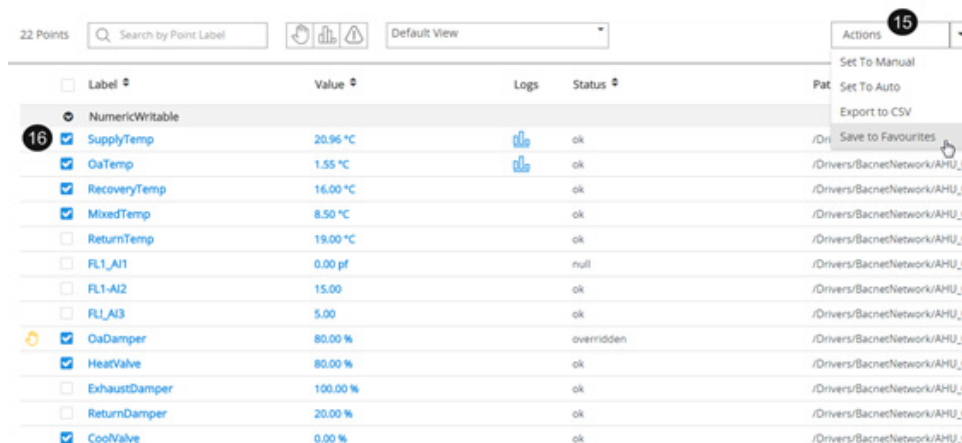 15
22 Points Search by Point Label Default View Actions
Set To Manual
Label Value Logs Status Pat Set To Auto
Export to CSV
NumericWritable
16 SupplyTemp 20.96 °C ok /Dri Save to Favourites
OaTemp 1.55 °C ok /Drivers/BacnetNetwork/AHU_
RecoveryTemp 16.00 °C ok /Drivers/BacnetNetwork/AHU_
MixedTemp 8.50 °C ok /Drivers/BacnetNetwork/AHU_
ReturnTemp 19.00 °C ok /Drivers/BacnetNetwork/AHU_
FL1_AI1 0.00 pf null /Drivers/BacnetNetwork/AHU_
FL1-AI2 15.00 ok /Drivers/BacnetNetwork/AHU_
FL!_AI3 5.00 ok /Drivers/BacnetNetwork/AHU_
OaDamper 80.00 % overridden /Drivers/BacnetNetwork/AHU_
HeatValve 80.00 % ok /Drivers/BacnetNetwork/AHU_
ExhaustDamper 100.00 % ok /Drivers/BacnetNetwork/AHU_
ReturnDamper 20.00 % ok /Drivers/BacnetNetwork/AHU_
CoolValve 0.00 % ok /Drivers/BacnetNetwork/AHU_